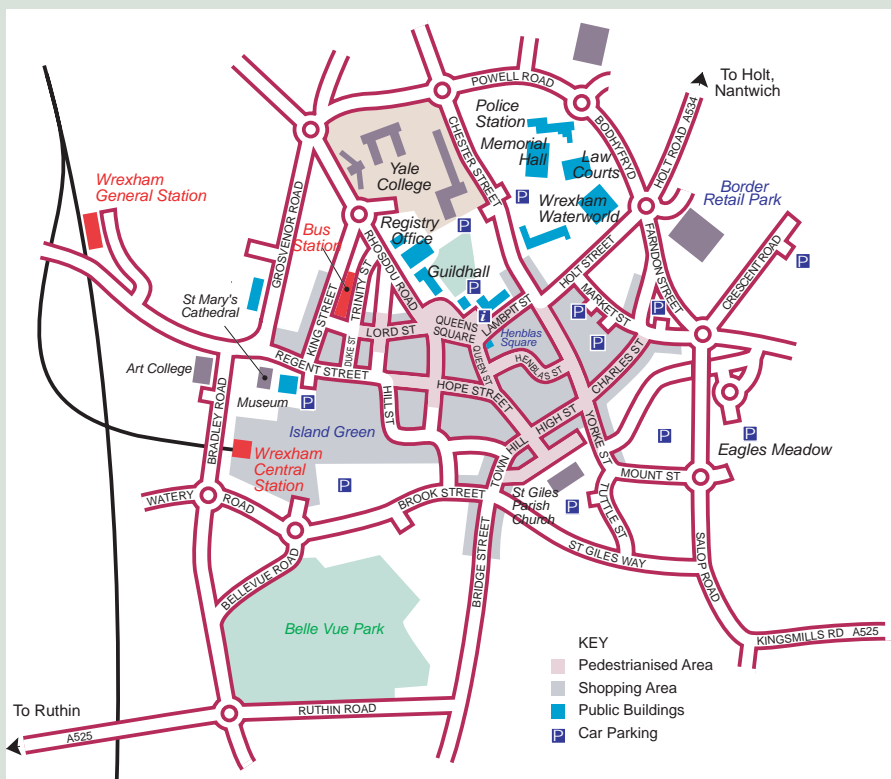 POWELL ROAD
To Holt,
Nantwich
HOLT ROAD A534
BODHYFRYD
Police
Station
Memorial
Hall
Law
Courts
Wrexham
Waterworld
CHESTER STREET
Yale
College
Border
Retail Park
Wrexham
General Station
GROSVENOR ROAD
Bus
Station
Registry
Office
Guildhall
RHOSDDU ROAD
TRINITY ST
KING STREET
HOLT STREET
FARNDON STREET
CRESCENT ROAD
P
P
P
P
i
St Mary's
Cathedral
LORD ST
DUKE ST
QUEENS
SQUARE
LAMBPIT ST
Henblas
Square
QUEEN ST
HENBLAS ST
MARKET ST
P
P
P
CHARLES ST
REGENT STREET
Art College
Museum
P
HILL ST
HOPE STREET
BRADLEY ROAD
Island Green
Wrexham
Central
Station
TOWN HILL
HIGH ST
YORKE ST
P
P
Eagles Meadow
MOUNT ST
P
WATERY ROAD
BROOK STREET
St Giles
Parish
Church
P
TUTTLE ST
ST GILES WAY
SALOP ROAD
BELLEVUE ROAD
BRIDGE STREET
Belle Vue Park
KINGSMILLS RD A525
KEY
Pedestrianised Area
Shopping Area
Public Buildings
P Car Parking
To Ruthin
A525
RUTHIN ROAD